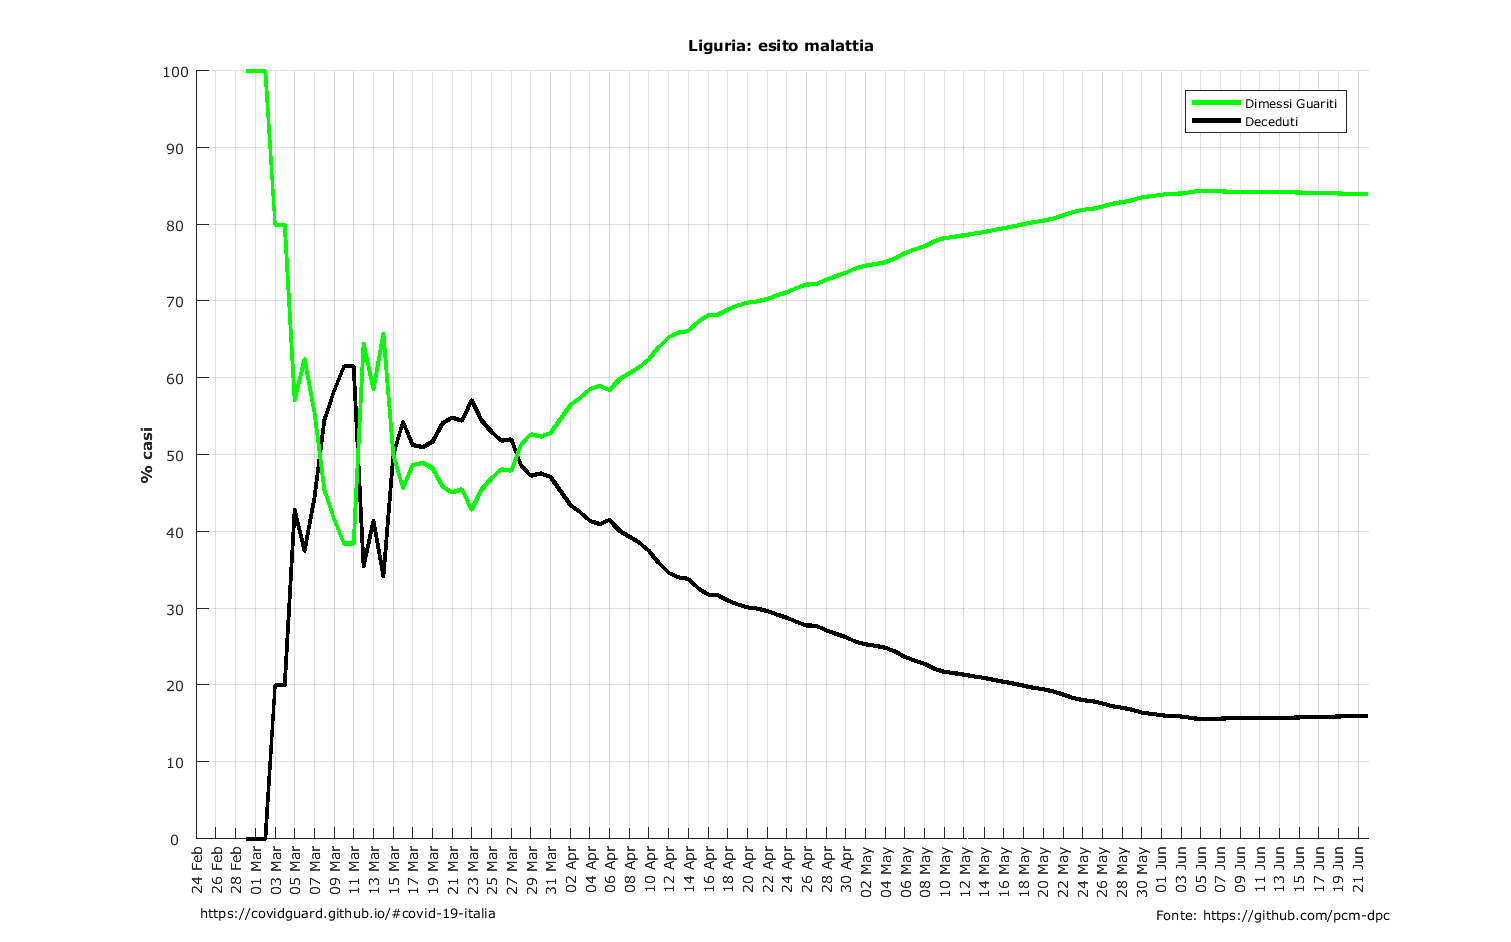 Liguria: esito malattia
Dimessi Guariti
Deceduti
% casi
100
90
80
70
60
50
40
30
20
10
0
24 Feb
26 Feb
28 Feb
01 Mar
03 Mar
05 Mar
07 Mar
09 Mar
11 Mar
13 Mar
15 Mar
17 Mar
19 Mar
21 Mar
23 Mar
25 Mar
27 Mar
29 Mar
31 Mar
02 Apr
04 Apr
06 Apr
08 Apr
10 Apr
12 Apr
14 Apr
16 Apr
18 Apr
20 Apr
22 Apr
24 Apr
26 Apr
28 Apr
30 Apr
02 May
04 May
06 May
08 May
10 May
12 May
14 May
16 May
18 May
20 May
22 May
24 May
26 May
28 May
30 May
01 Jun
03 Jun
05 Jun
07 Jun
09 Jun
11 Jun
13 Jun
15 Jun
17 Jun
19 Jun
21 Jun
https://covidguard.github.io/#covid-19-italia
Fonte: https://github.com/pcm-dpc